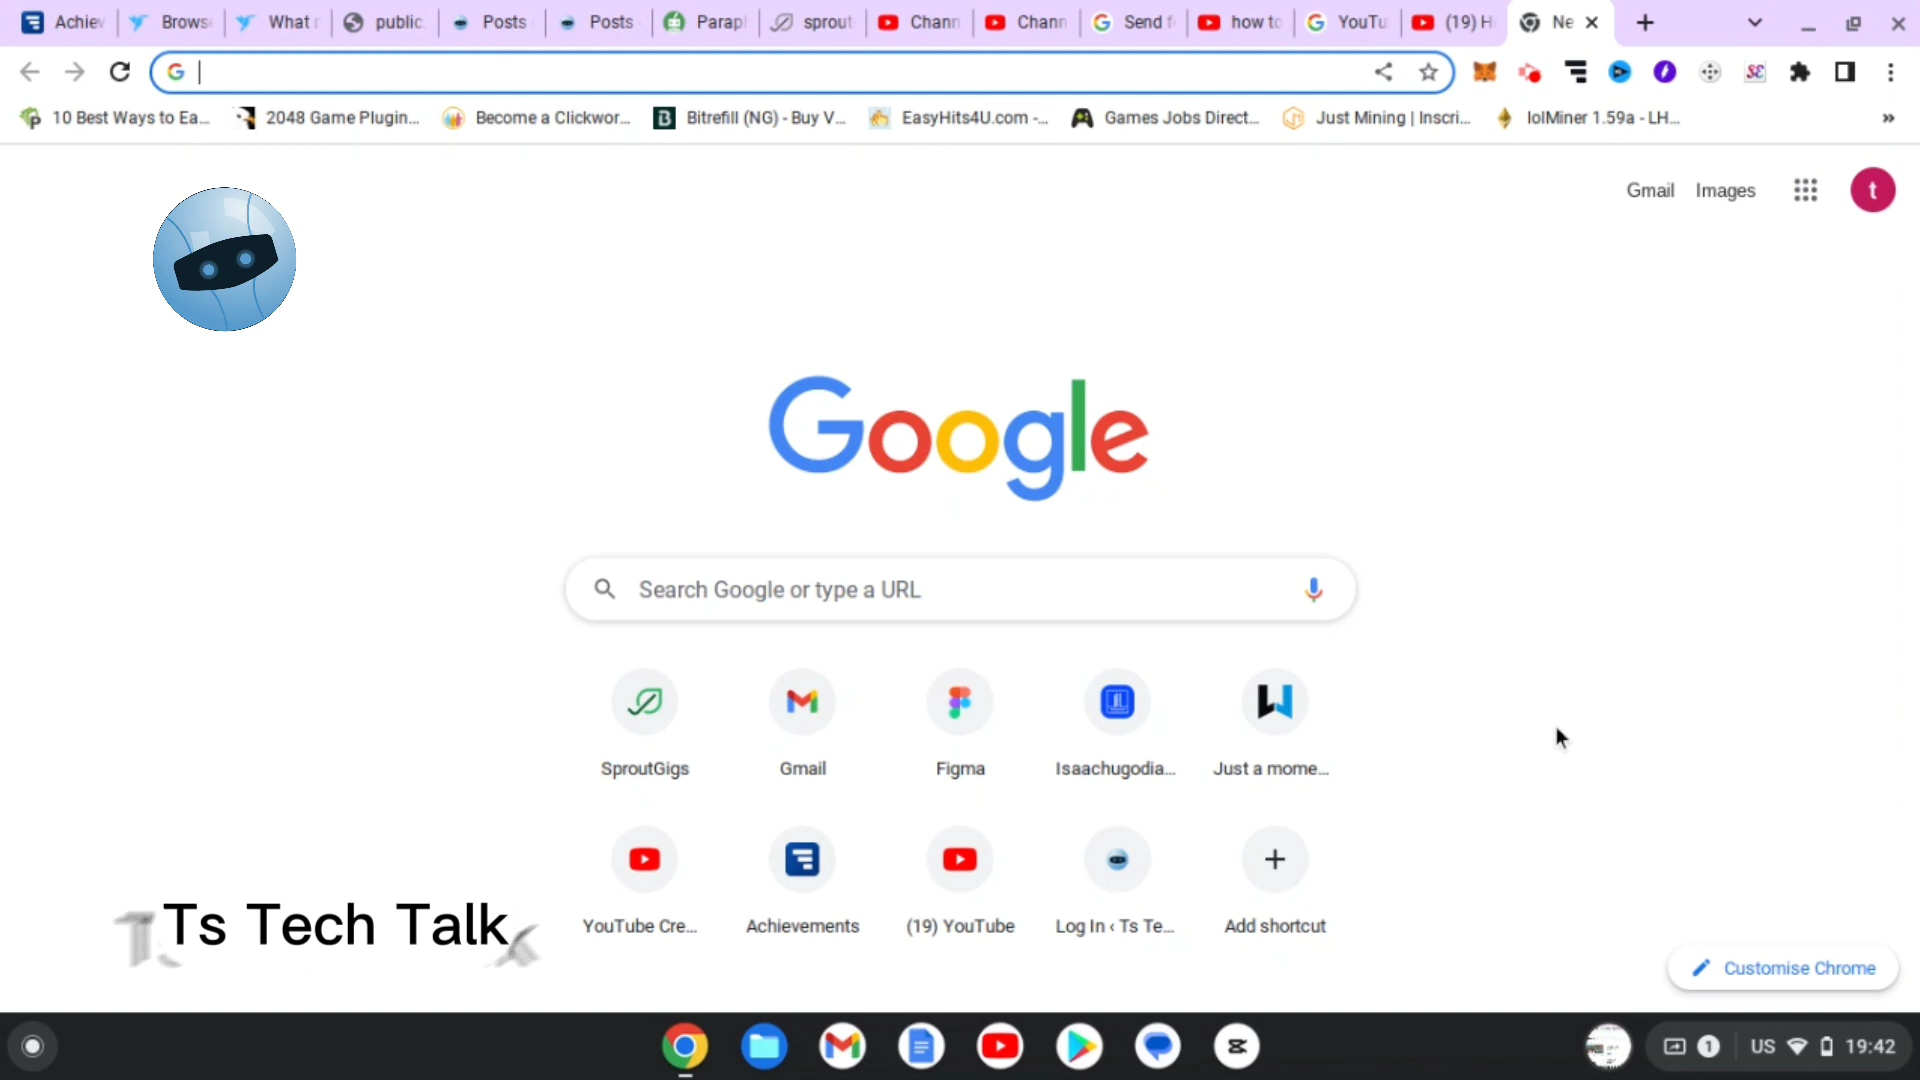 Achiev
Brows
What r
public.
Posts
Posts
Parap
sprout
Chann
Chann
Send f
how to
YouTu
(19) H
Ne
10 Best Ways to Ea...
2048 Game Plugin...
Become a Clickwor...
Bitrefill (NG) - Buy V...
EasyHits4U.com -...
Games Jobs Direct...
Just Mining | Inscri...
lolMiner 1.59a - LH...
Gmail Images
t
Google
Search Google or type a URL
SproutGigs
Gmail
Figma
Isaachugodia...
Just a mome...
YouTube Cre...
Achievements
(19) YouTube
Log In ‹ Ts Te...
Add shortcut
Ts Tech Talk
Customise Chrome
1
US
19:42